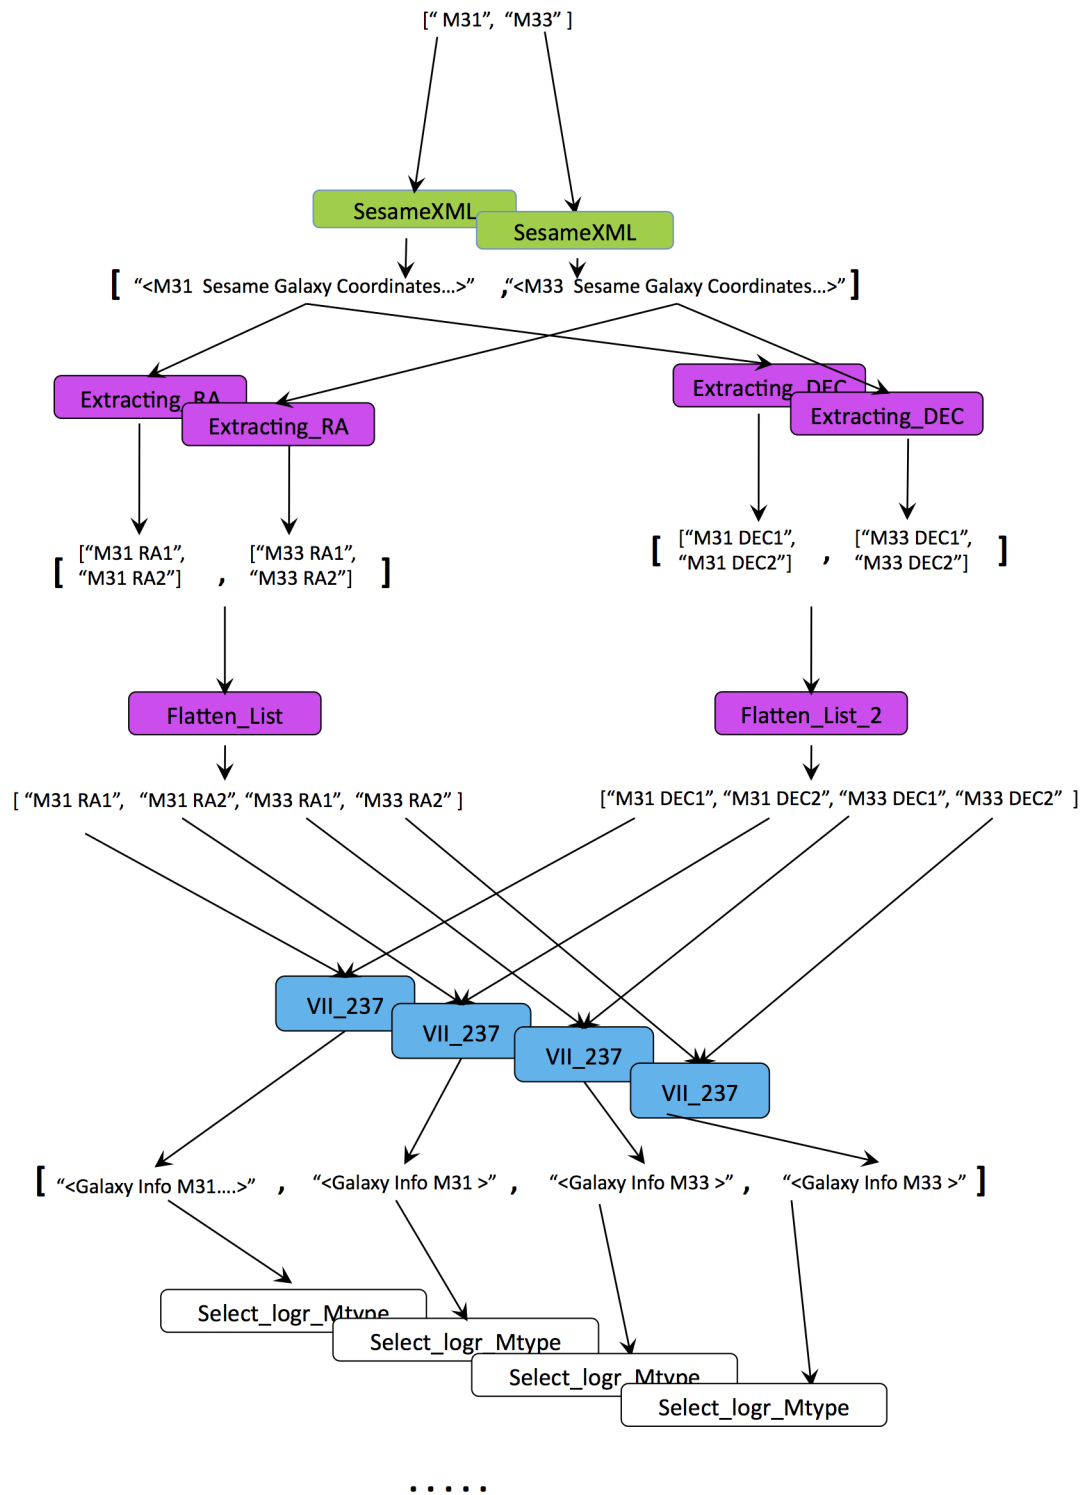 [“ M31”, “M33” ]
SesameXML
SesameXML
[ “<M31 Sesame Galaxy Coordinates...>” , “<M33 Sesame Galaxy Coordinates...>” ]
Extracting_RA
Extracting_RA
Extracting_DEC
Extracting_DEC
[ [“M31 RA1”, “M31 RA2”] , [“M33 RA1”, “M33 RA2”] ]
[ [“M31 DEC1”, “M31 DEC2”] , [“M33 DEC1”, “M33 DEC2”] ]
Flatten_List
Flatten_List_2
[ “M31 RA1”, “M31 RA2”, “M33 RA1”, “M33 RA2” ]
[“M31 DEC1”, “M31 DEC2”, “M33 DEC1”, “M33 DEC2” ]
VII_237
VII_237
VII_237
VII_237
[ “<Galaxy Info M31....>” , “<Galaxy Info M31 >” , “<Galaxy Info M33 >” , “<Galaxy Info M33 >” ]
Select_logr_Mtype
Select_logr_Mtype
Select_logr_Mtype
Select_logr_Mtype
. . . . .